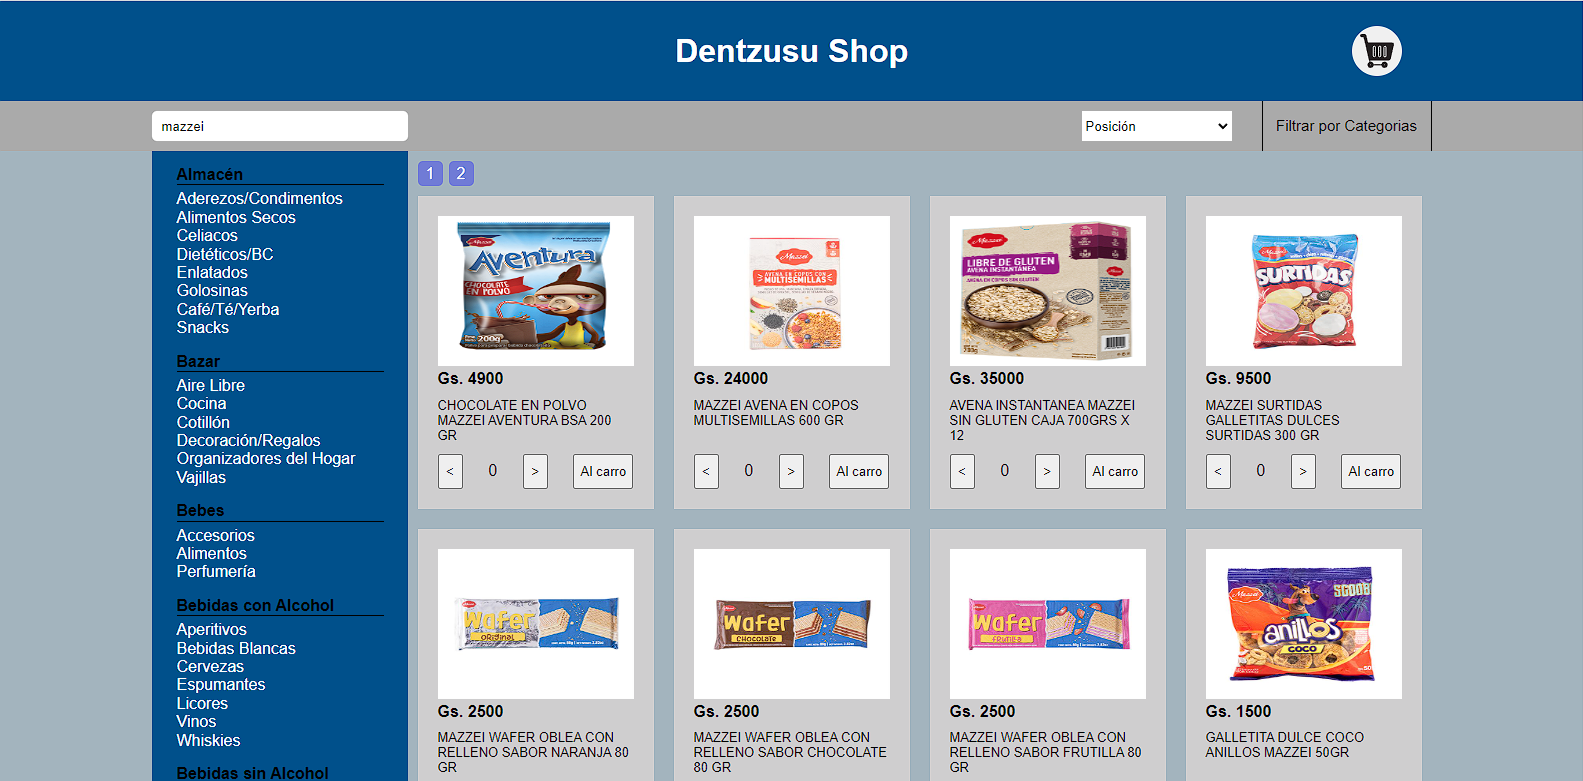 Dentzusu Shop
mazzei
Posición
Filtrar por Categorias
Almacén
Aderezos/Condimentos
Alimentos Secos
Celiacos
Dietéticos/BC
Enlatados
Golosinas
Café/Té/Yerba
Snacks
Bazar
Aire Libre
Cocina
Cotillón
Decoración/Regalos
Organizadores del Hogar
Vajillas
Bebes
Accesorios
Alimentos
Perfumería
Bebidas con Alcohol
Aperitivos
Bebidas Blancas
Cervezas
Espumantes
Licores
Vinos
Whiskies
Bebidas sin Alcohol
1 2
Mazzei
Aventura
CHOCOLATE
EN POLVO
200g
Gs. 4900
CHOCOLATE EN POLVO
MAZZEI AVENTURA BSA 200
GR
< 0 > Al carro
Mazzei
AVENA EN COPOS CON
MULTISEMILLAS
Gs. 24000
MAZZEI AVENA EN COPOS
MULTISEMILLAS 600 GR
< 0 > Al carro
Mazzei
LIBRE DE GLUTEN
AVENA INSTANTÁNEA
AVENA EN COPOS SIN GLUTEN
Gs. 35000
AVENA INSTANTANEA MAZZEI
SIN GLUTEN CAJA 700GRS X
12
< 0 > Al carro
SURTIDAS
Gs. 9500
MAZZEI SURTIDAS
GALLETITAS DULCES
SURTIDAS 300 GR
< 0 > Al carro
Wafer
ORIGINAL
Gs. 2500
MAZZEI WAFER OBLEA CON
RELLENO SABOR NARANJA 80
GR
Wafer
CHOCOLATE
Gs. 2500
MAZZEI WAFER OBLEA CON
RELLENO SABOR CHOCOLATE
80 GR
Wafer
FRUTILLA
Gs. 2500
MAZZEI WAFER OBLEA CON
RELLENO SABOR FRUTILLA 80
GR
Mazzei
SCOOBY
anillos
COCO
Gs. 1500
GALLETITA DULCE COCO
ANILLOS MAZZEI 50GR